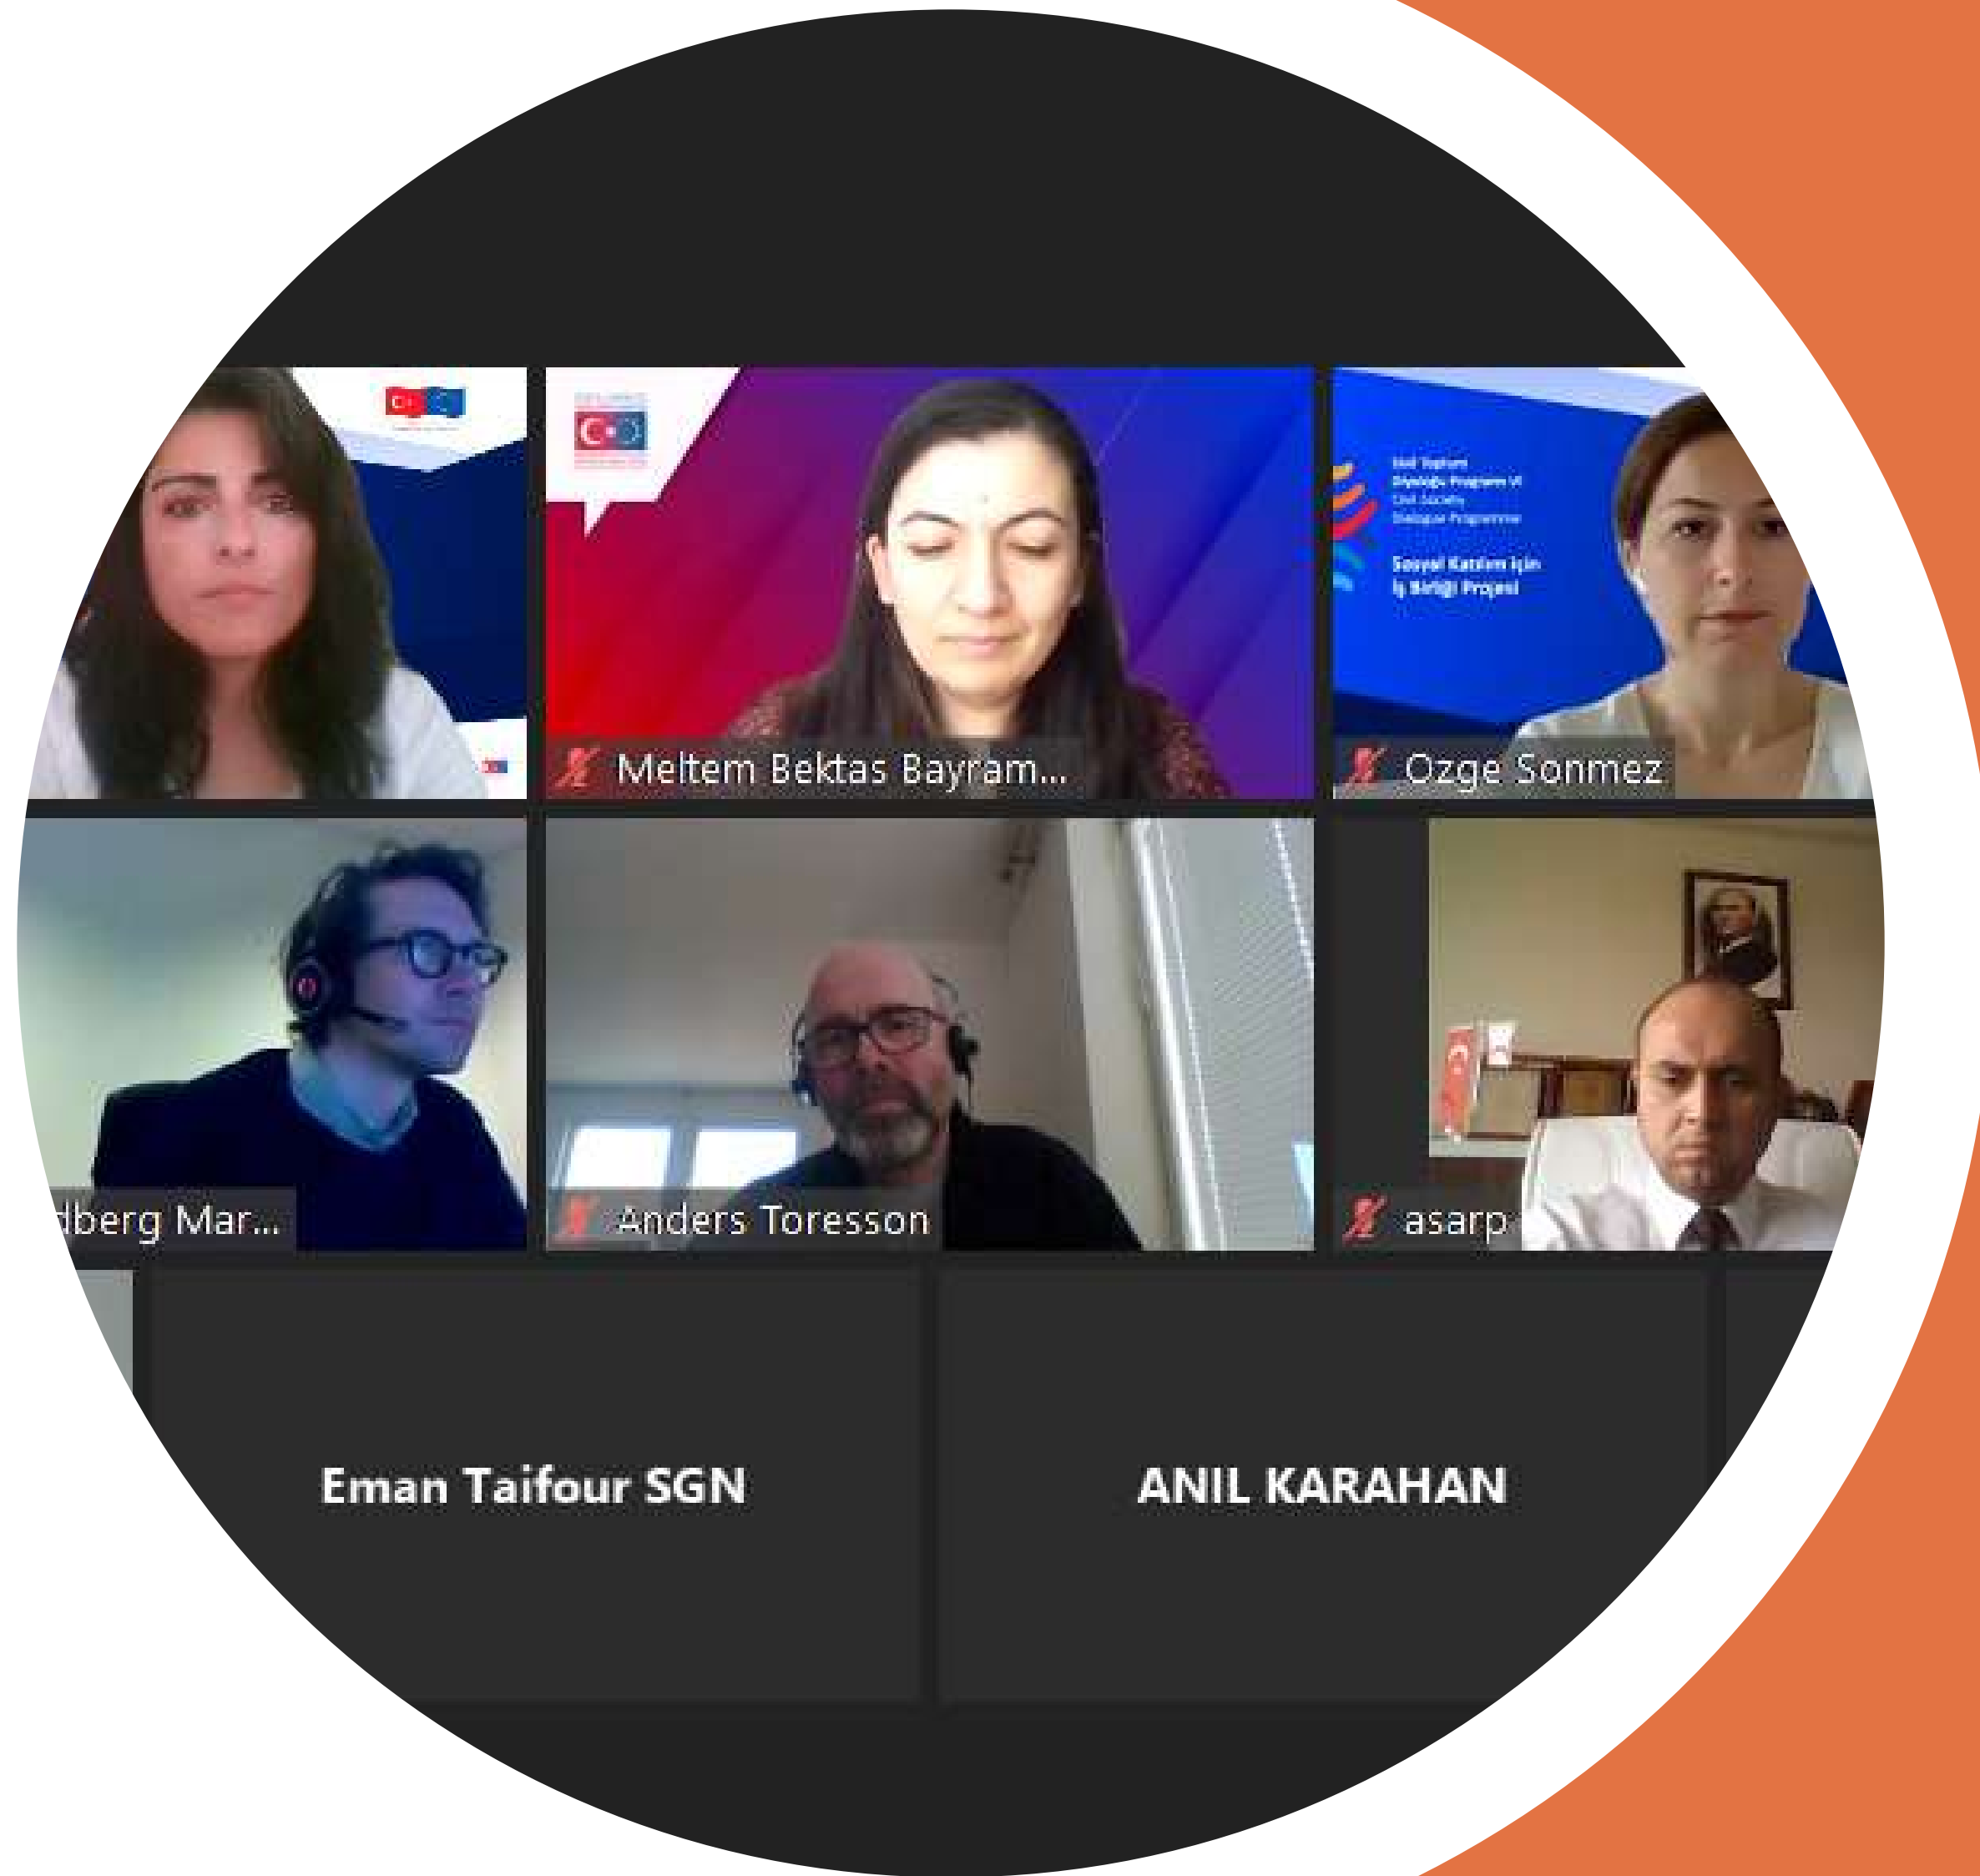 Sivil Toplum
Diyaloğu Programı VI
Civil Society
Dialogue Programme
Sosyal Katılım için
İş Birliği Projesi
Meltem Bektas Bayram...
Ozge Sonmez
dberg Mar...
Anders Toresson
asarp
Eman Taifour SGN
ANIL KARAHAN